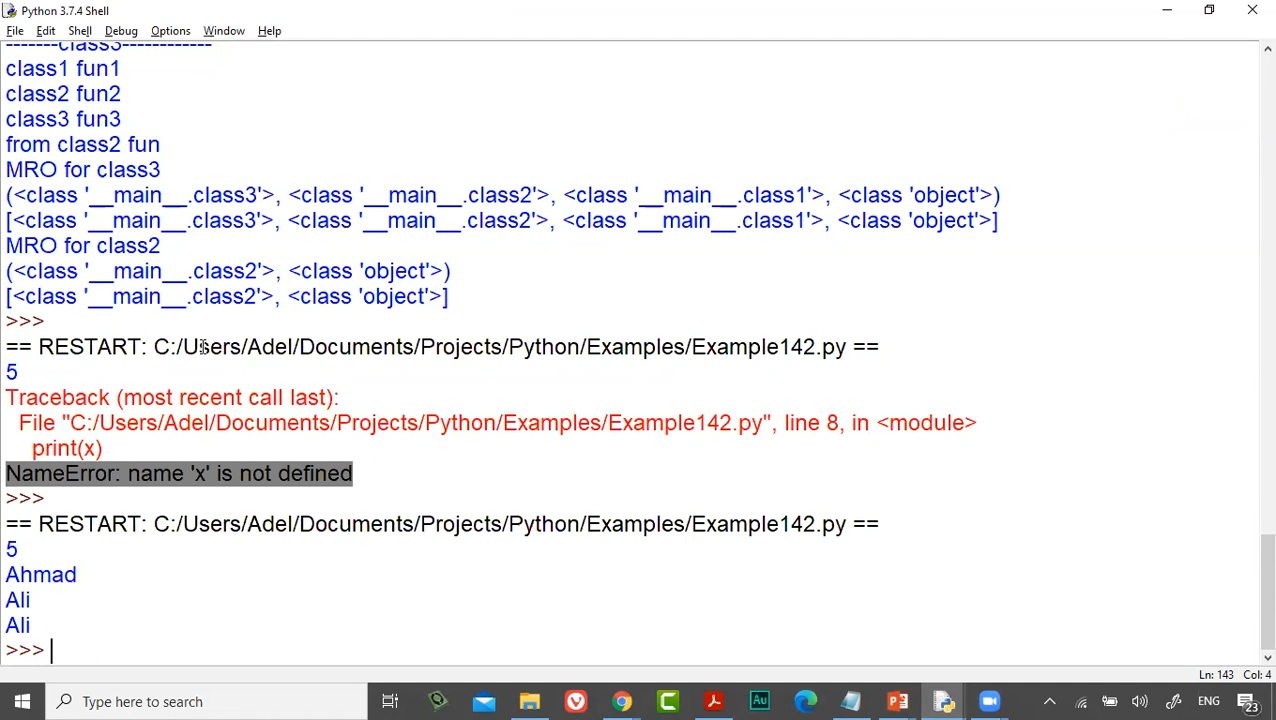 Python 3.7.4 Shell
File Edit Shell Debug Options Window Help
-------class3------------
class1 fun1
class2 fun2
class3 fun3
from class2 fun
MRO for class3
(<class '__main__.class3'>, <class '__main__.class2'>, <class '__main__.class1'>, <class 'object'>)
[<class '__main__.class3'>, <class '__main__.class2'>, <class '__main__.class1'>, <class 'object'>]
MRO for class2
(<class '__main__.class2'>, <class 'object'>)
[<class '__main__.class2'>, <class 'object'>]
>>>
== RESTART: C:/Users/Adel/Documents/Projects/Python/Examples/Example142.py ==
5
Traceback (most recent call last):
  File "C:/Users/Adel/Documents/Projects/Python/Examples/Example142.py", line 8, in <module>
    print(x)
NameError: name 'x' is not defined
>>>
== RESTART: C:/Users/Adel/Documents/Projects/Python/Examples/Example142.py ==
5
Ahmad
Ali
Ali
>>>
Ln: 143 Col: 4
Type here to search
Au
ENG
23